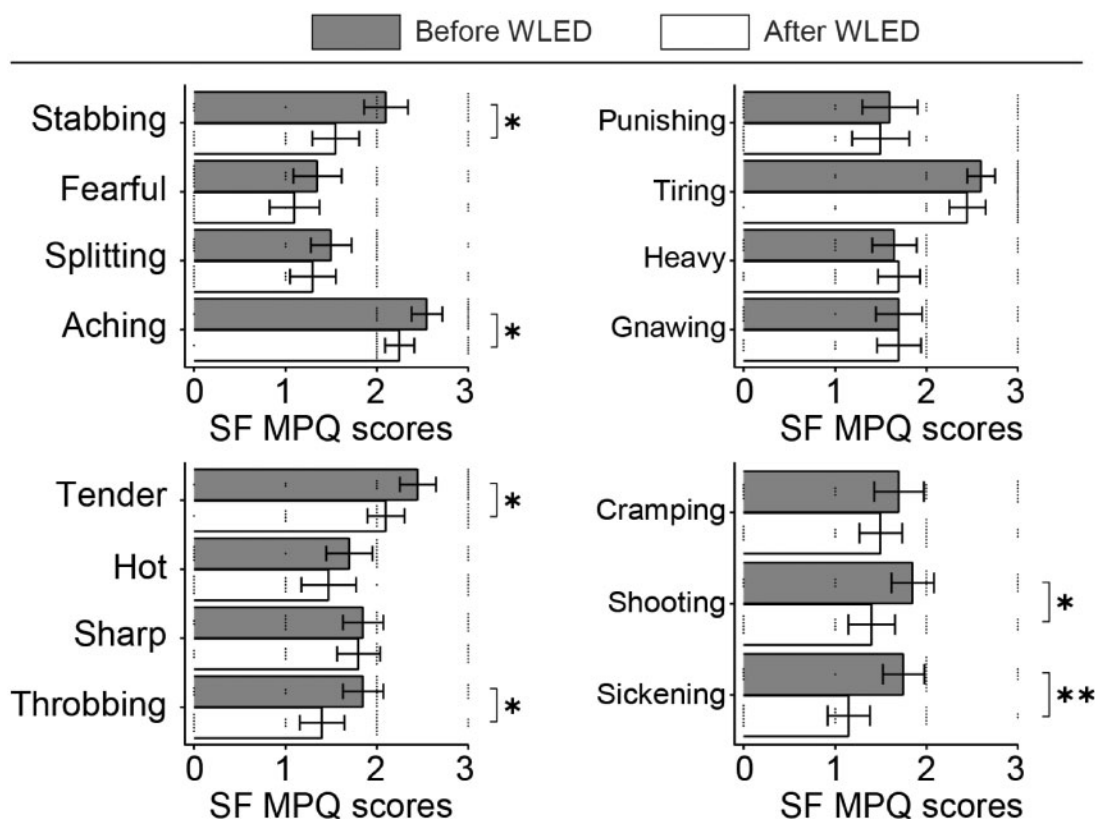 Before WLED After WLED
Stabbing *
Fearful
Splitting
Aching *
0 1 2 3
SF MPQ scores
Punishing
Tiring
Heavy
Gnawing
0 1 2 3
SF MPQ scores
Tender *
Hot
Sharp
Throbbing *
0 1 2 3
SF MPQ scores
Cramping
Shooting *
Sickening **
0 1 2 3
SF MPQ scores